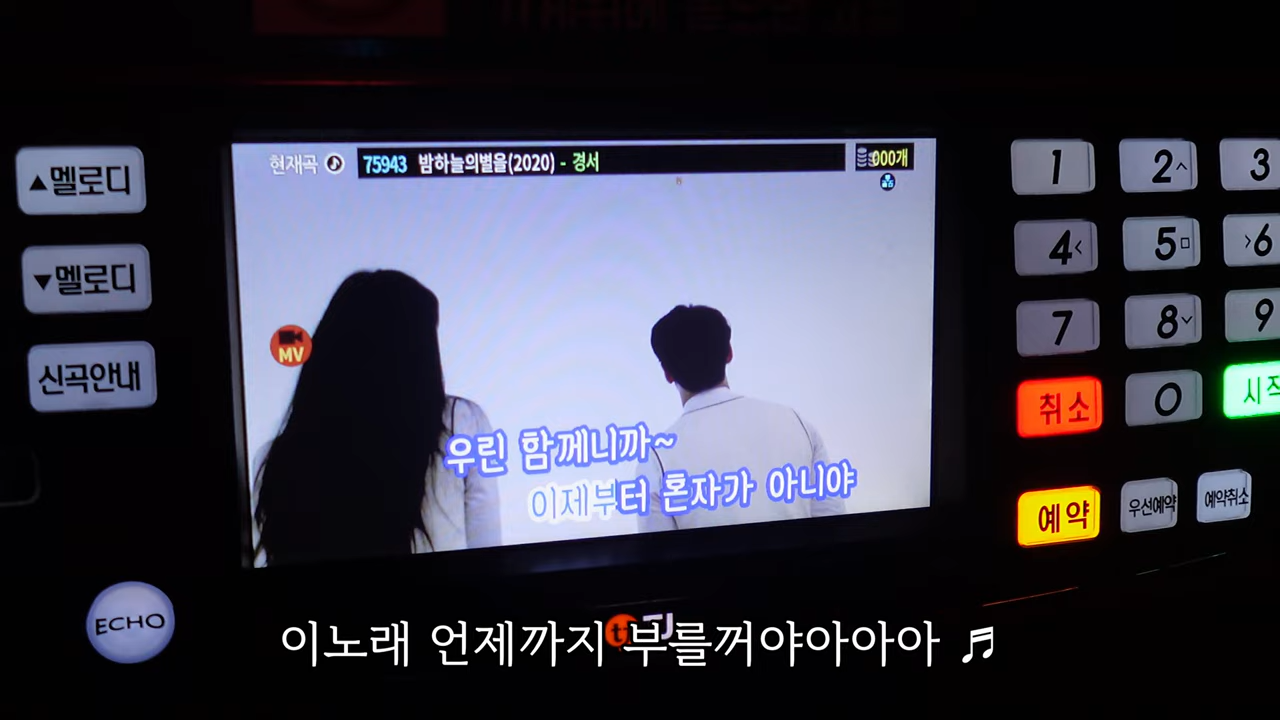 현재곡 75943 밤하늘의별을(2020) - 경서 000개
MV
우린 함께니까~
이제부터 혼자가 아니야
▲멜로디
▼멜로디
신곡안내
ECHO
1 2 3
4 5 6
7 8 9
취소 0 시작
예약 우선예약 예약취소
TJ
이노래 언제까지 부를꺼야아아아 ♬